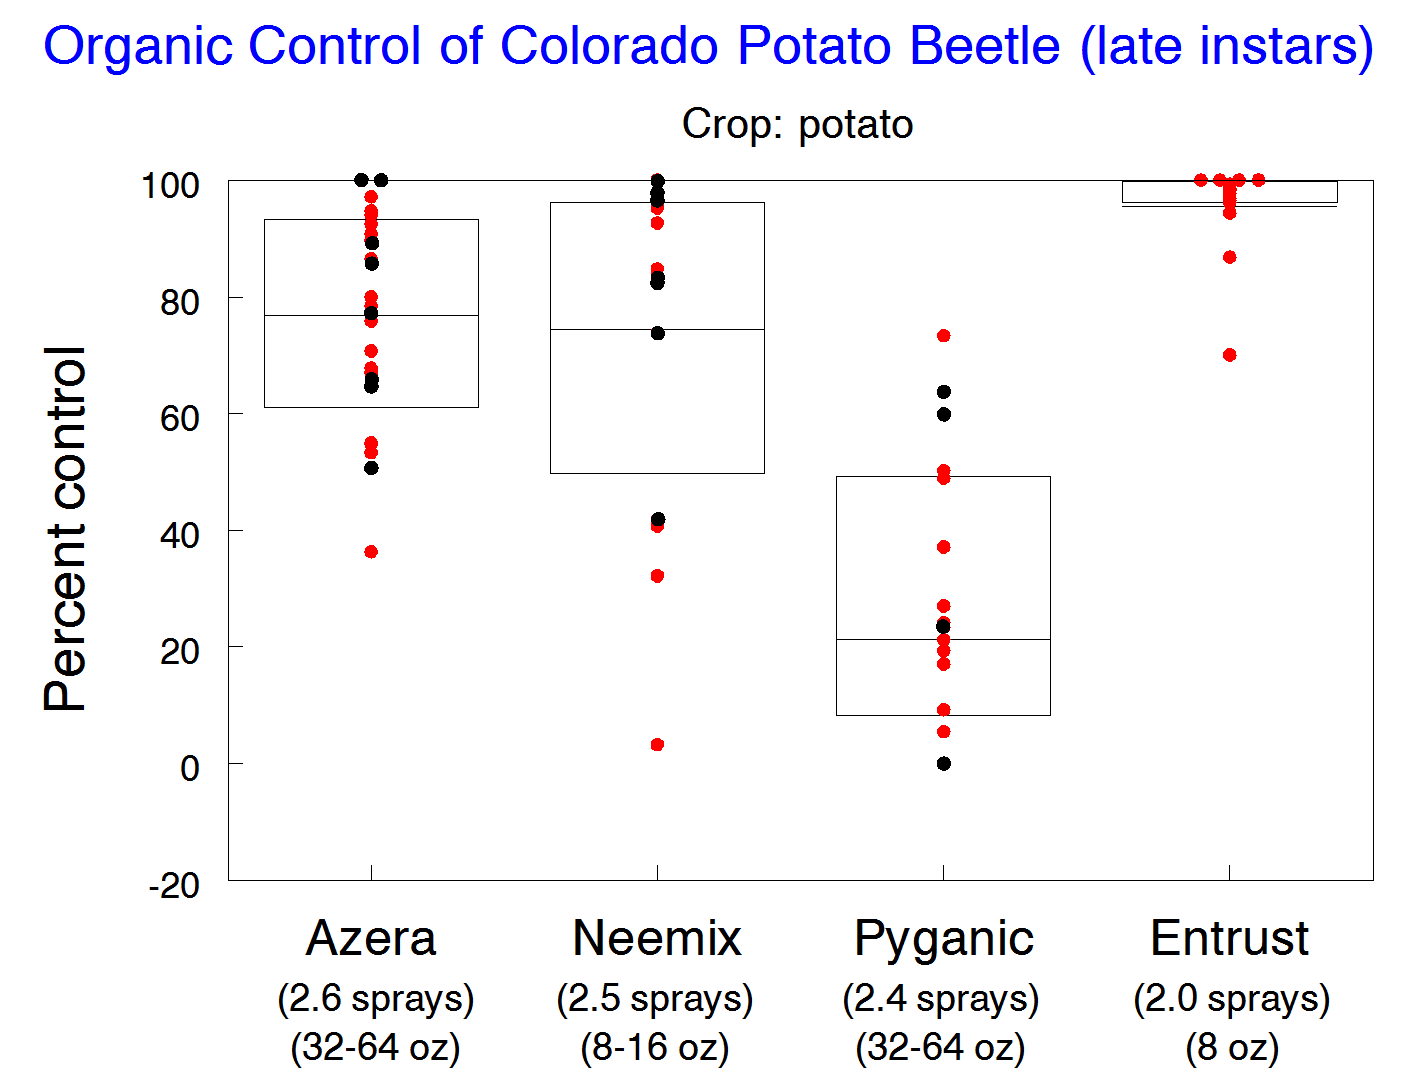 Organic Control of Colorado Potato Beetle (late instars)
Crop: potato
Percent control
100
80
60
40
20
0
-20
Azera
(2.6 sprays)
(32-64 oz)
Neemix
(2.5 sprays)
(8-16 oz)
Pyganic
(2.4 sprays)
(32-64 oz)
Entrust
(2.0 sprays)
(8 oz)